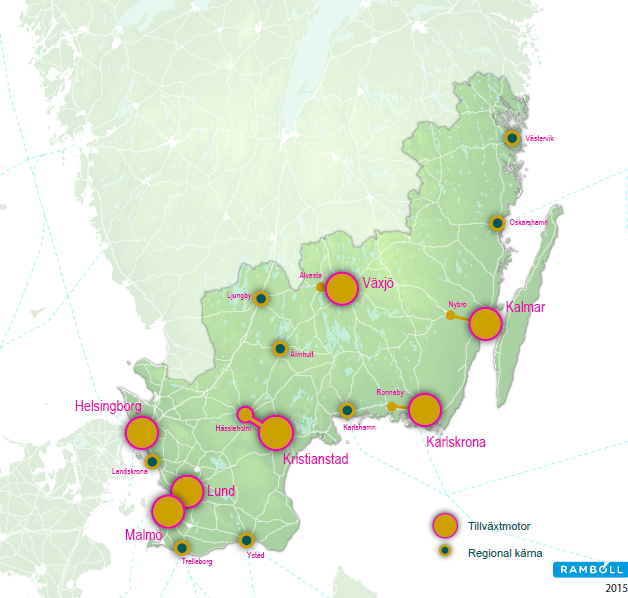 Västervik
Oskarshamn
Alvesta
Växjö
Ljungby
Nybro
Kalmar
Älmhult
Ronneby
Helsingborg
Karlshamn
Hässleholm
Karlskrona
Kristianstad
Landskrona
Lund
Malmö
Ystad
Trelleborg
Tillväxtmotor
Regional kärna
RAMBOLL
2015